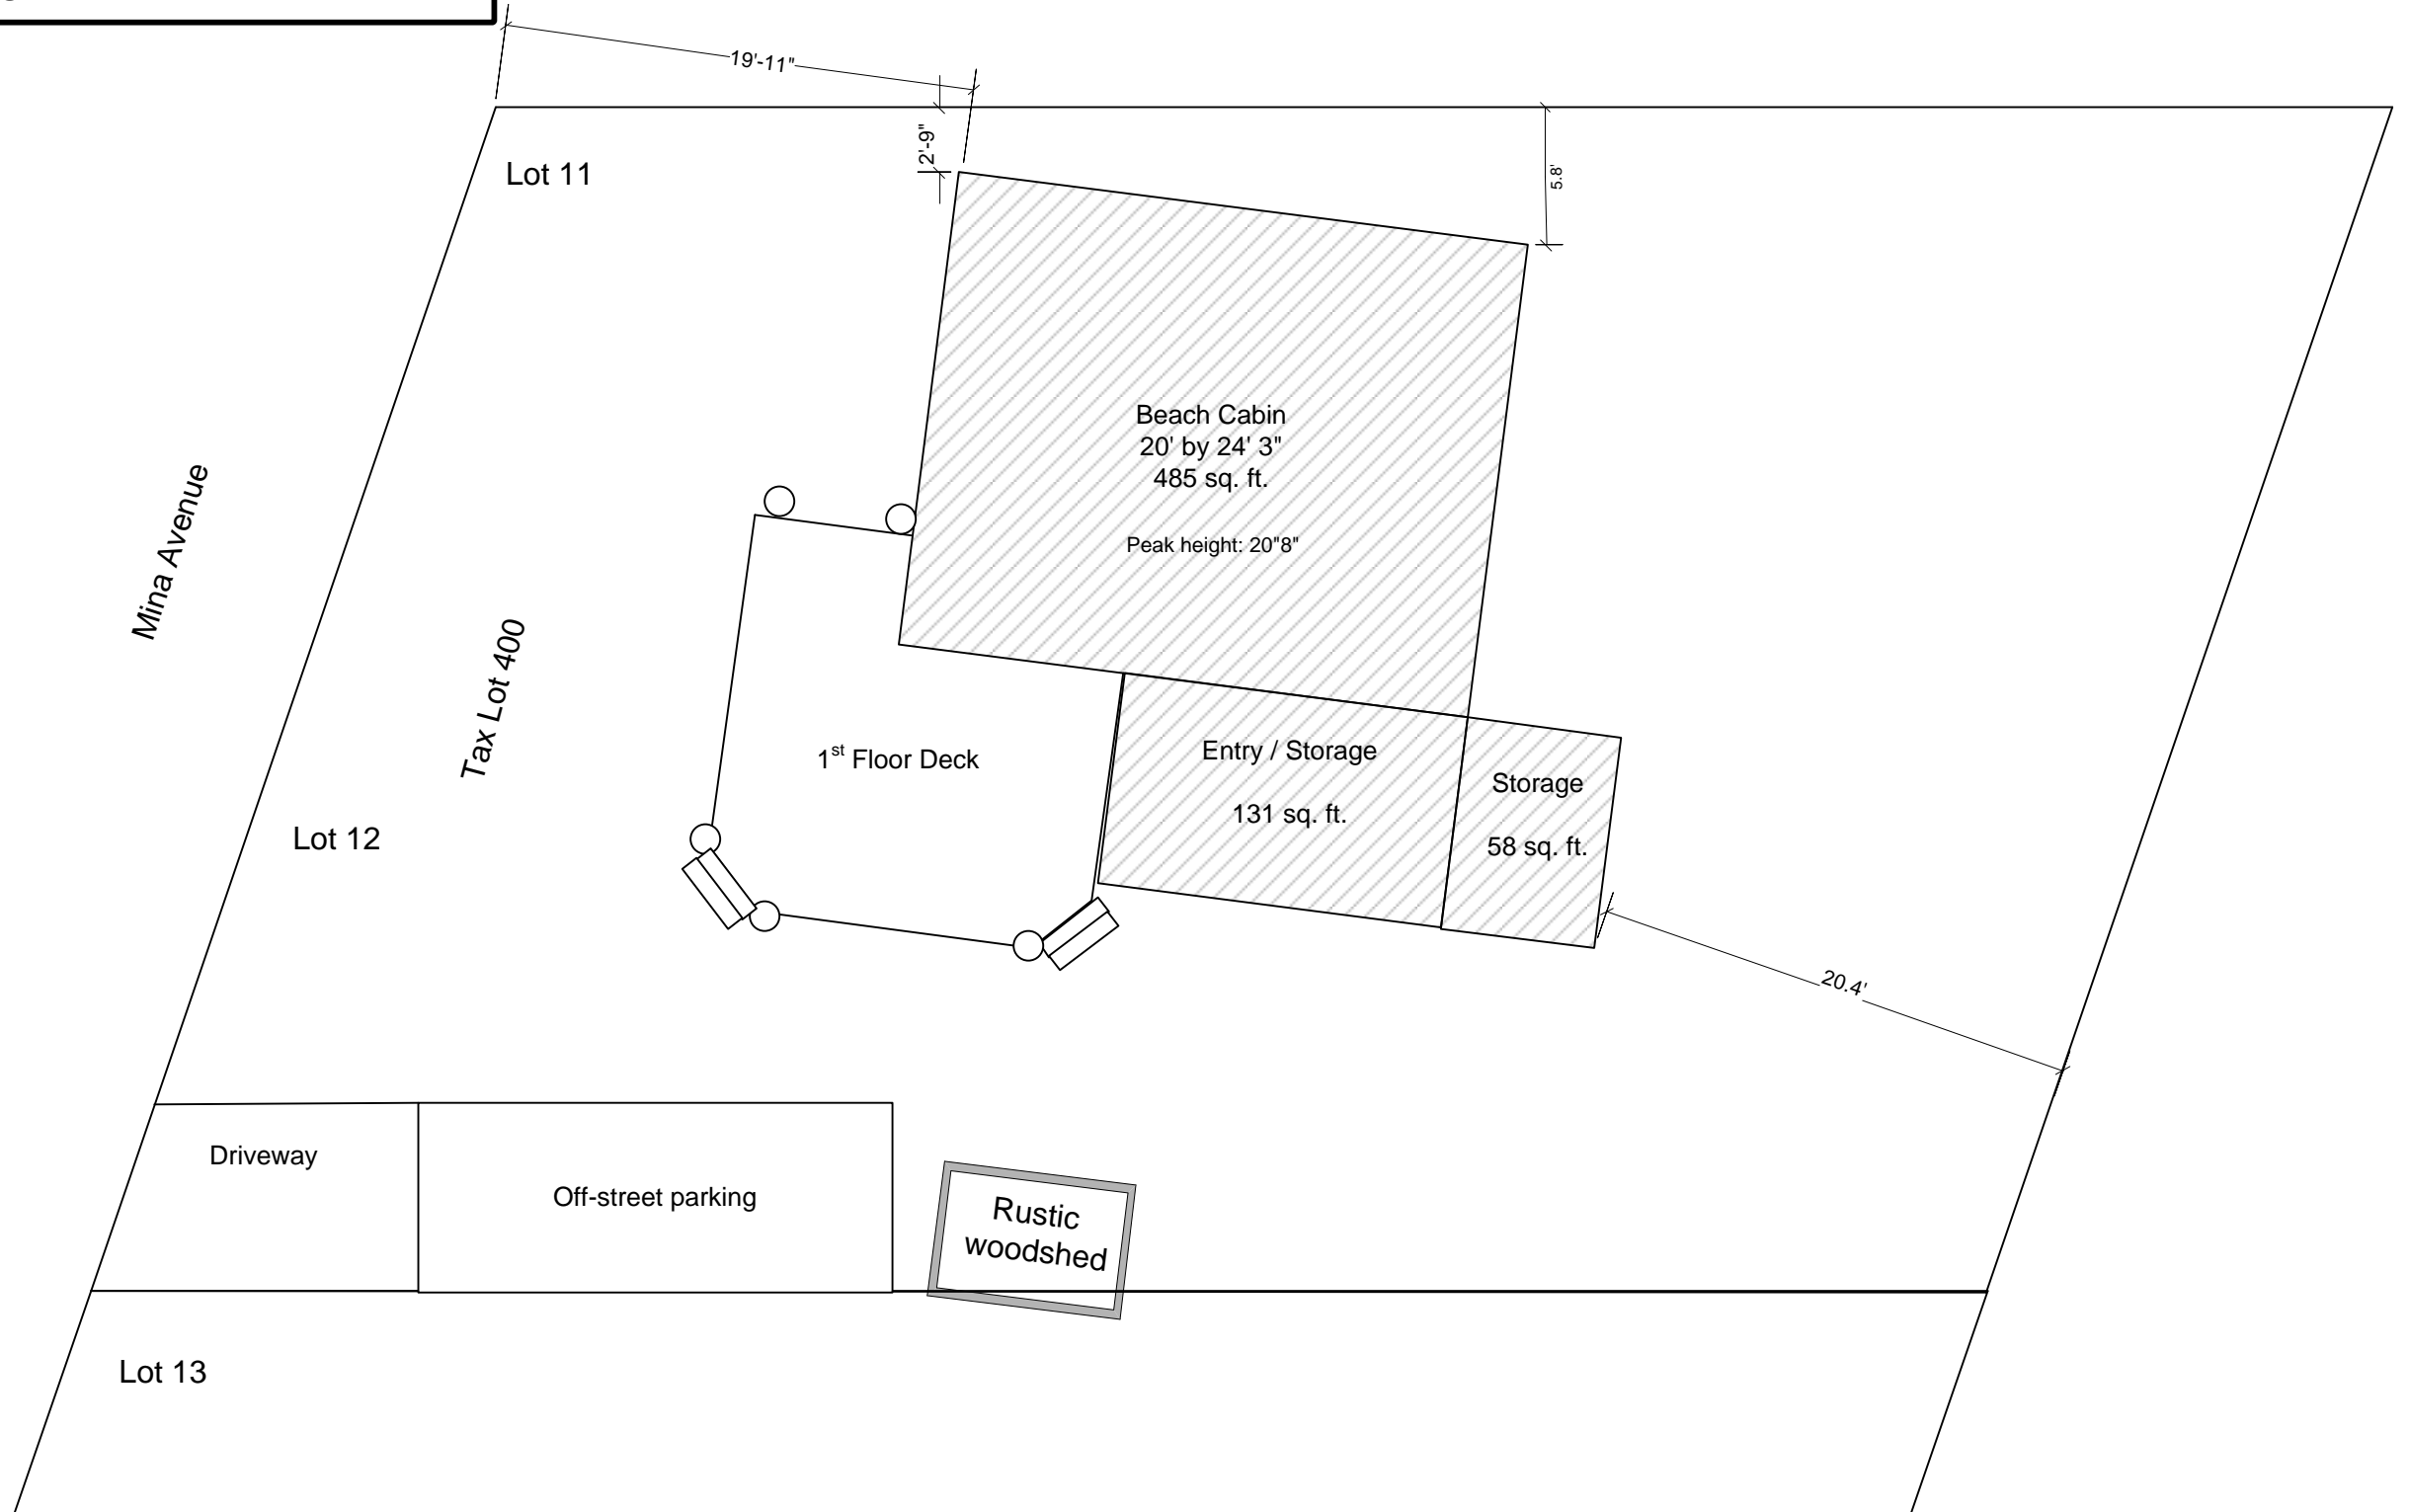 19'-11"
2'-9"
5.8'
Lot 11
Beach Cabin
20' by 24' 3"
485 sq. ft.
Peak height: 20"8"
Mina Avenue
Tax Lot 400
1st Floor Deck
Entry / Storage
131 sq. ft.
Storage
58 sq. ft.
Lot 12
20.4'
Driveway
Off-street parking
Rustic
woodshed
Lot 13